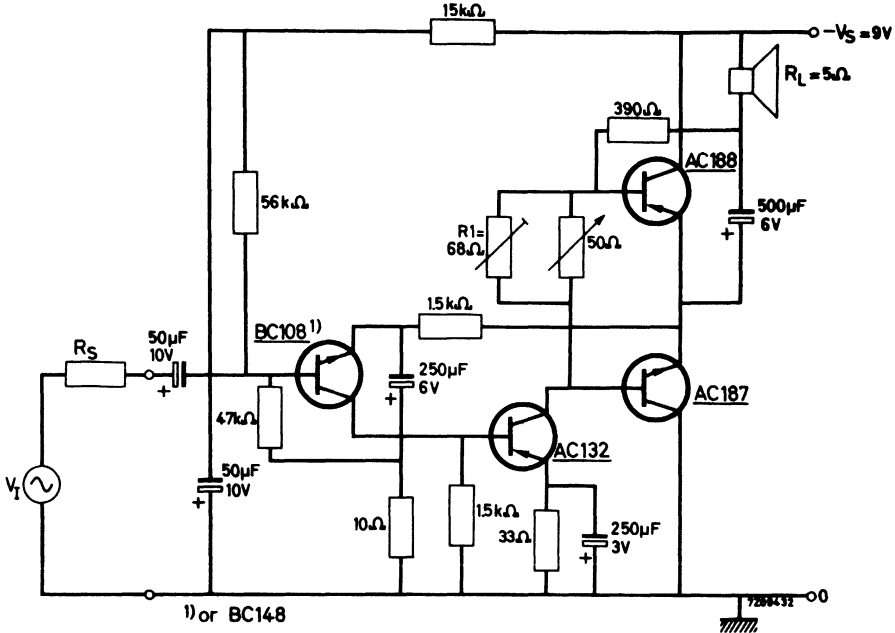 15kΩ
-Vs=9V
RL=5Ω
390Ω
AC188
56kΩ
R1=
68Ω
50Ω
500µF
6V
+
1.5kΩ
BC108 1)
50µF
10V
RS
+
250µF
6V
+
AC187
47kΩ
AC132
VI
50µF
10V
+
10Ω
1.5kΩ
33Ω
250µF
3V
+
7Z00432
0
1) or BC148